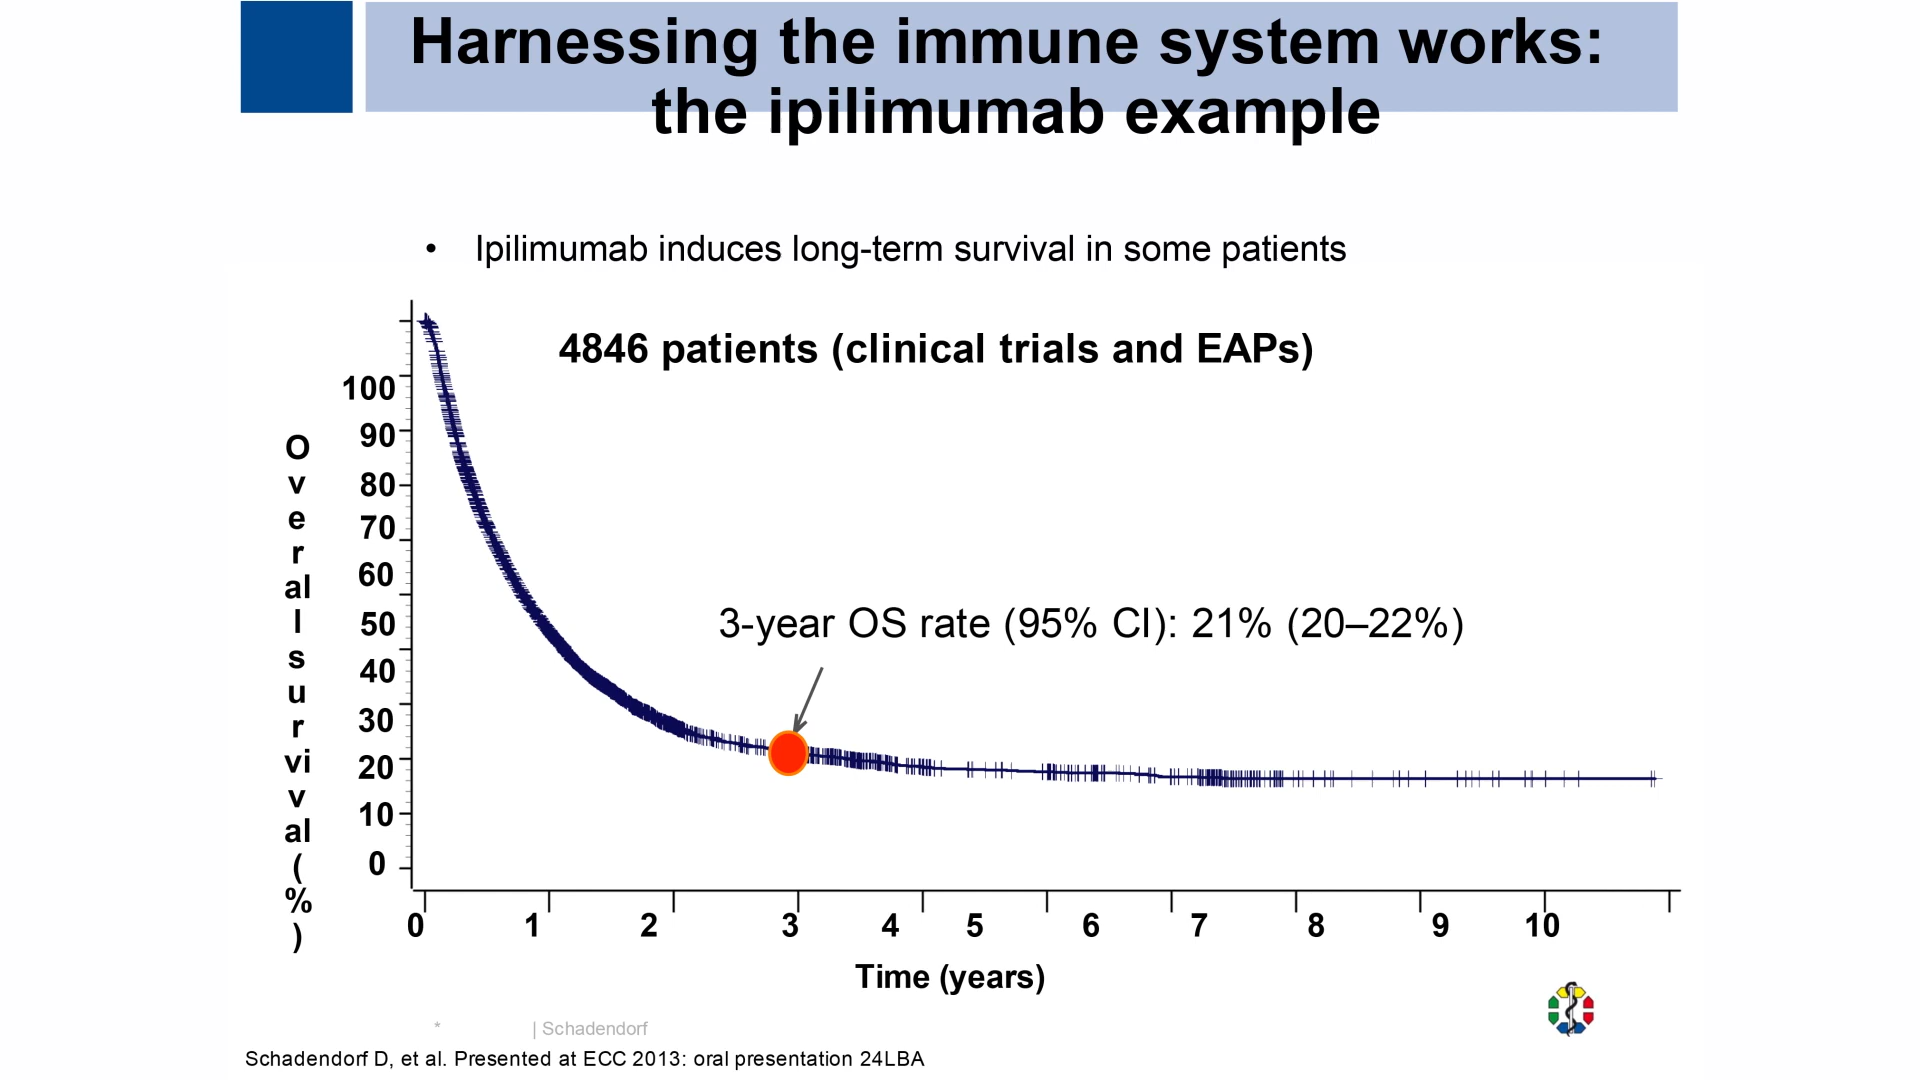 Harnessing the immune system works:
the ipilimumab example
• Ipilimumab induces long-term survival in some patients
4846 patients (clinical trials and EAPs)
100
90
80
70
60
50
40
30
20
10
0
O
v
e
r
al
l
s
u
r
vi
v
al
(
%
)
3-year OS rate (95% CI): 21% (20–22%)
0 1 2 3 4 5 6 7 8 9 10
Time (years)
* | Schadendorf
Schadendorf D, et al. Presented at ECC 2013: oral presentation 24LBA